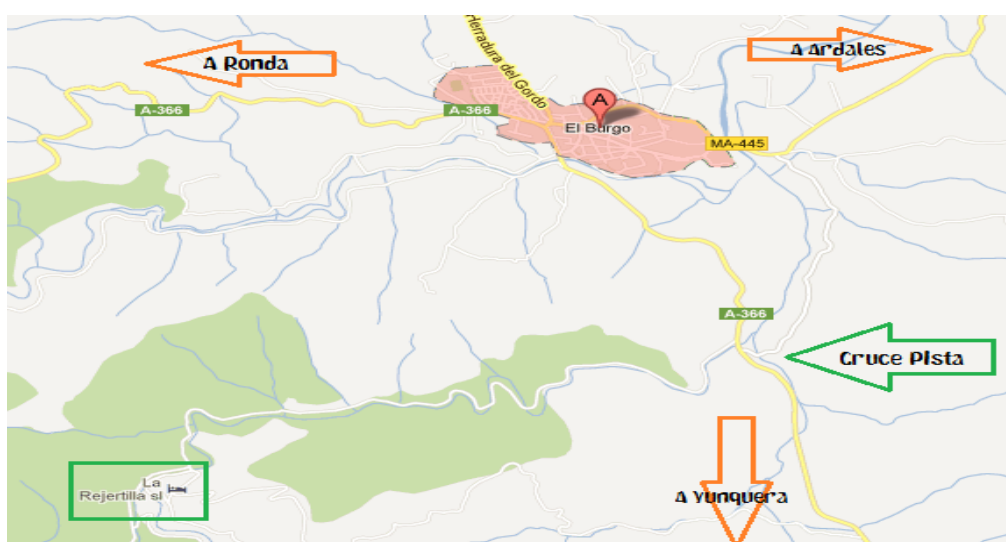 A Ronda
Herradura del Gordo
A Ardales
A-366
A-366
A
El Burgo
MA-445
A-366
Cruce Pista
La
Rejertilla sl
A Yunquera